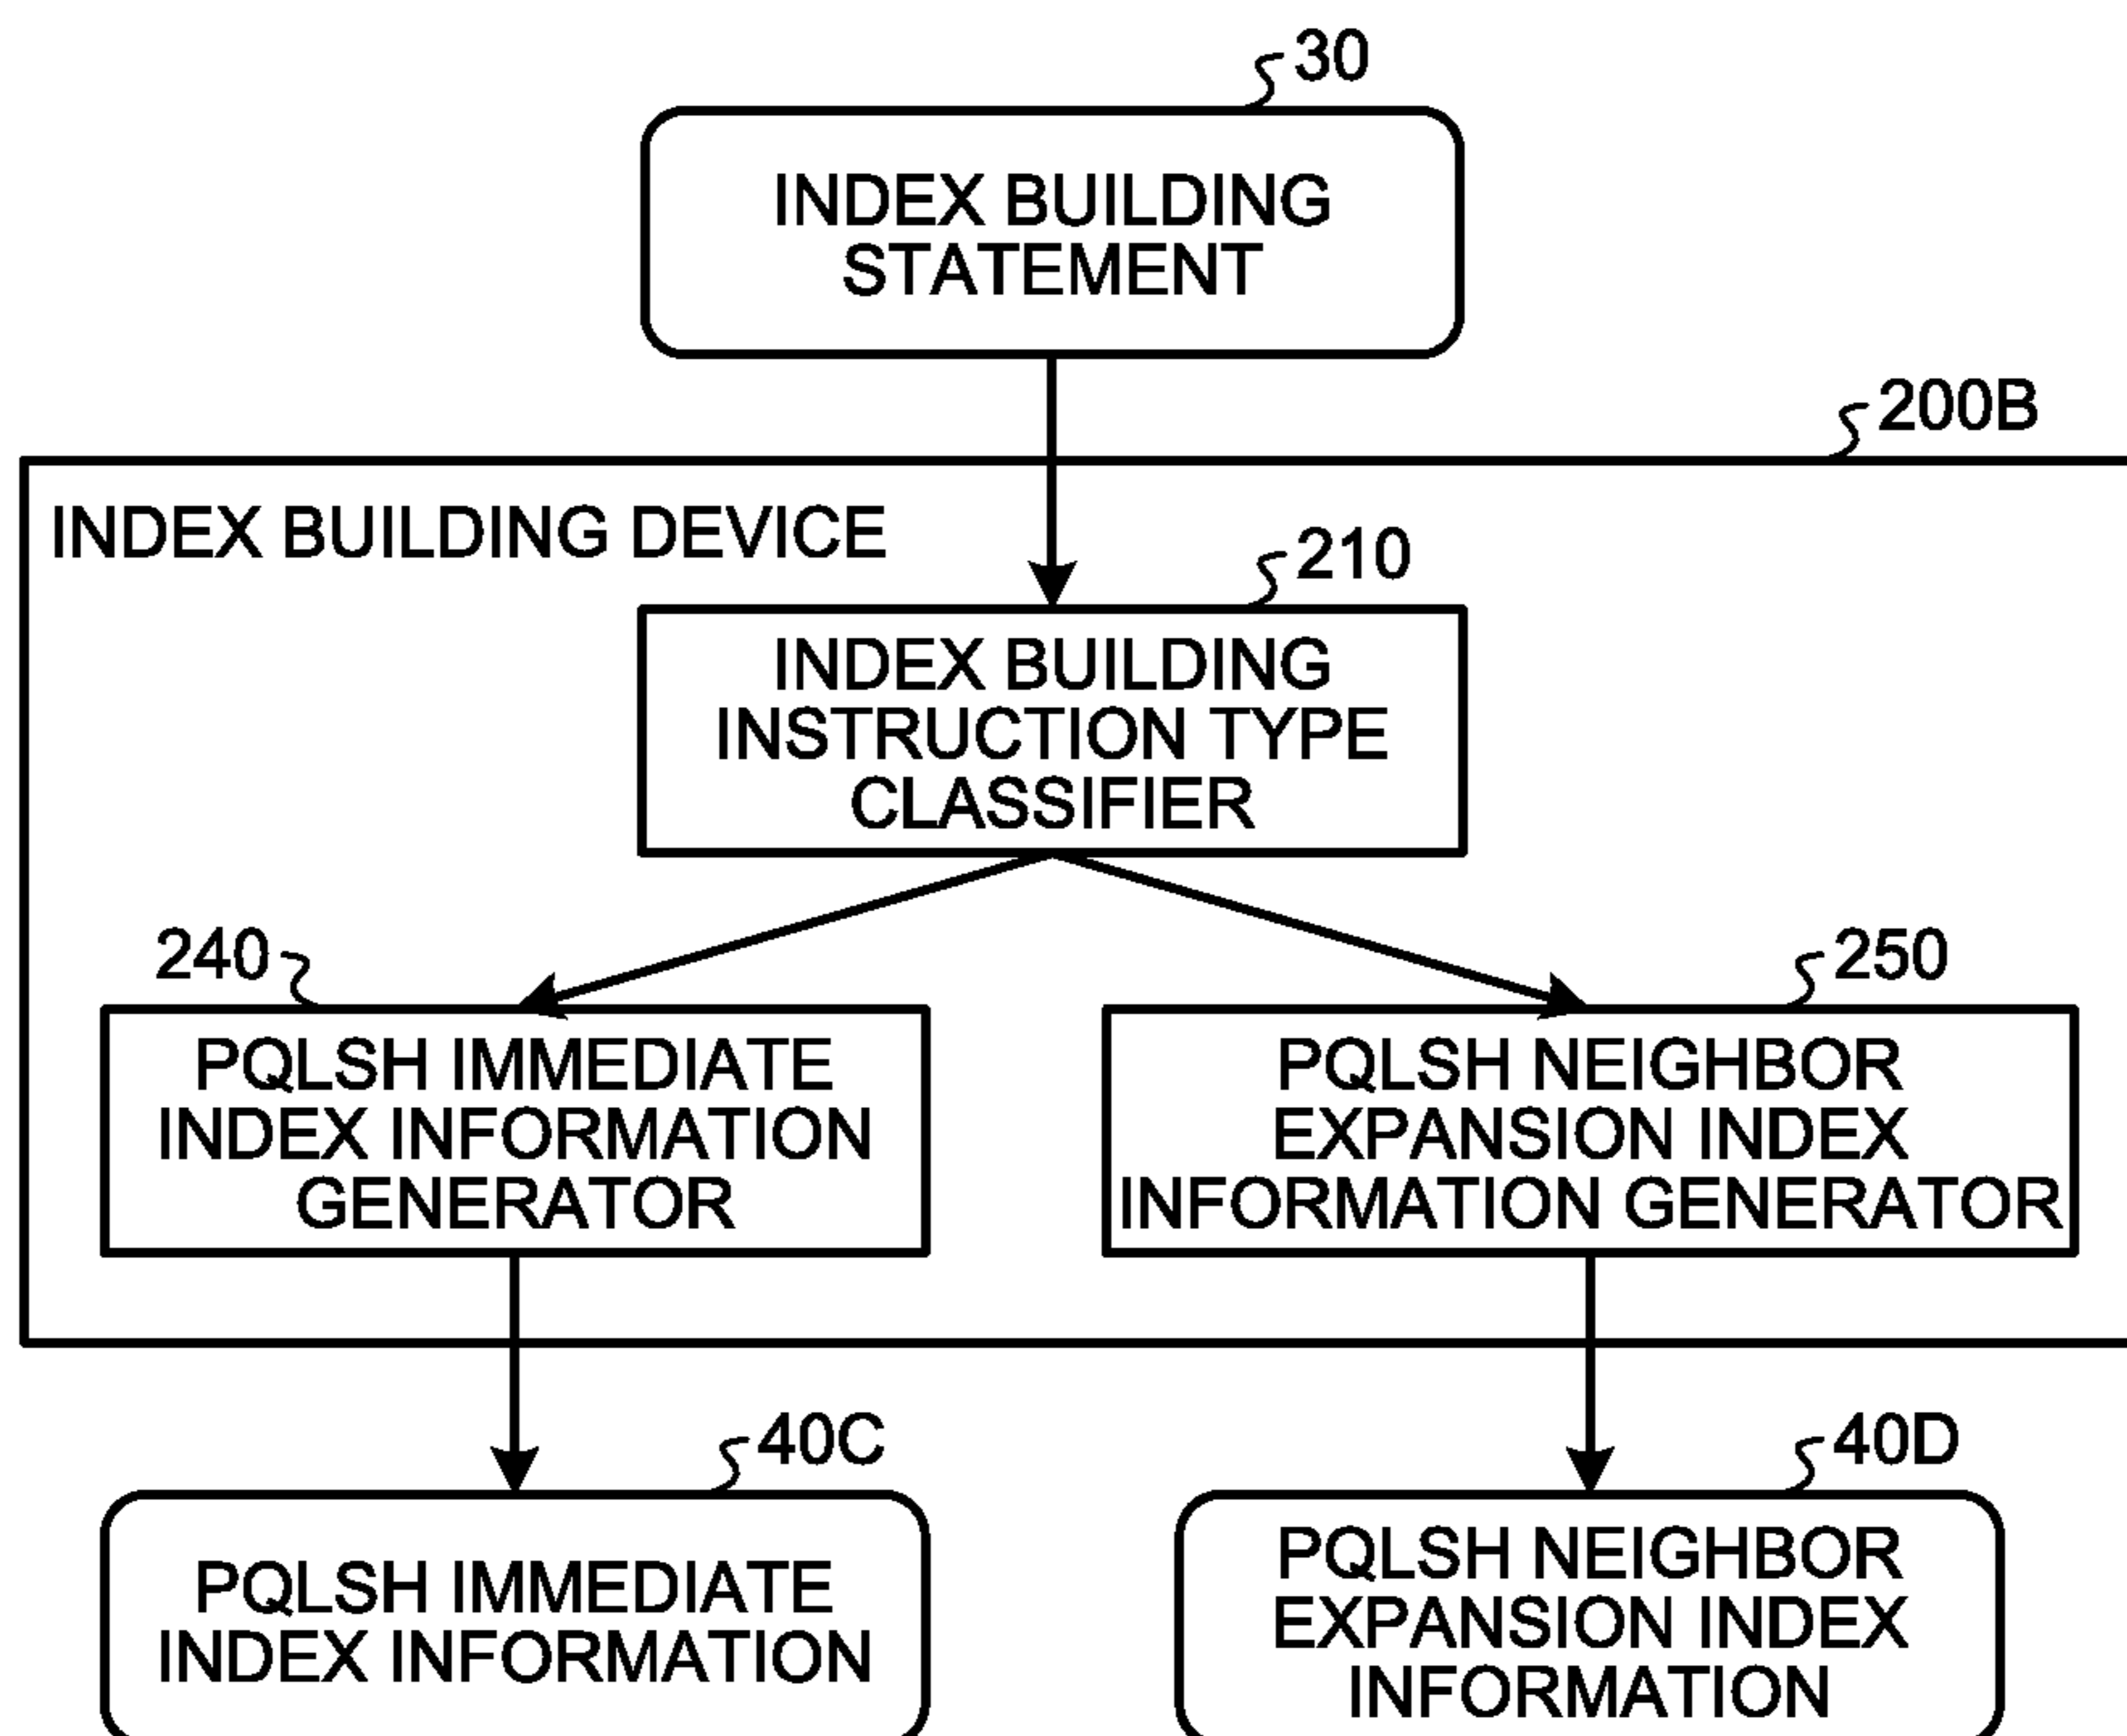 30
INDEX BUILDING
STATEMENT
200B
INDEX BUILDING DEVICE
210
INDEX BUILDING
INSTRUCTION TYPE
CLASSIFIER
240
PQLSH IMMEDIATE
INDEX INFORMATION
GENERATOR
250
PQLSH NEIGHBOR
EXPANSION INDEX
INFORMATION GENERATOR
40C
PQLSH IMMEDIATE
INDEX INFORMATION
40D
PQLSH NEIGHBOR
EXPANSION INDEX
INFORMATION